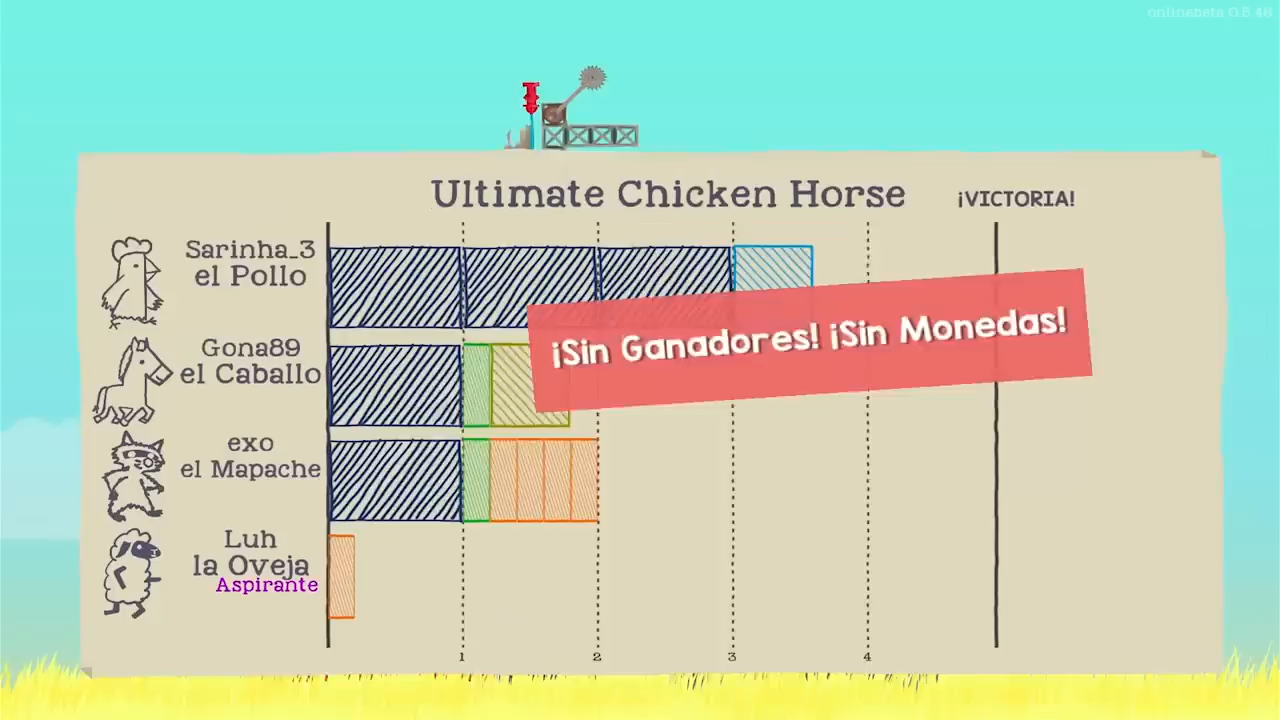 onlinebeta 0.8.48
Ultimate Chicken Horse
¡VICTORIA!
Sarinha_3
el Pollo
Gona89
el Caballo
¡Sin Ganadores! ¡Sin Monedas!
exo
el Mapache
Luh
la Oveja
Aspirante
1 2 3 4